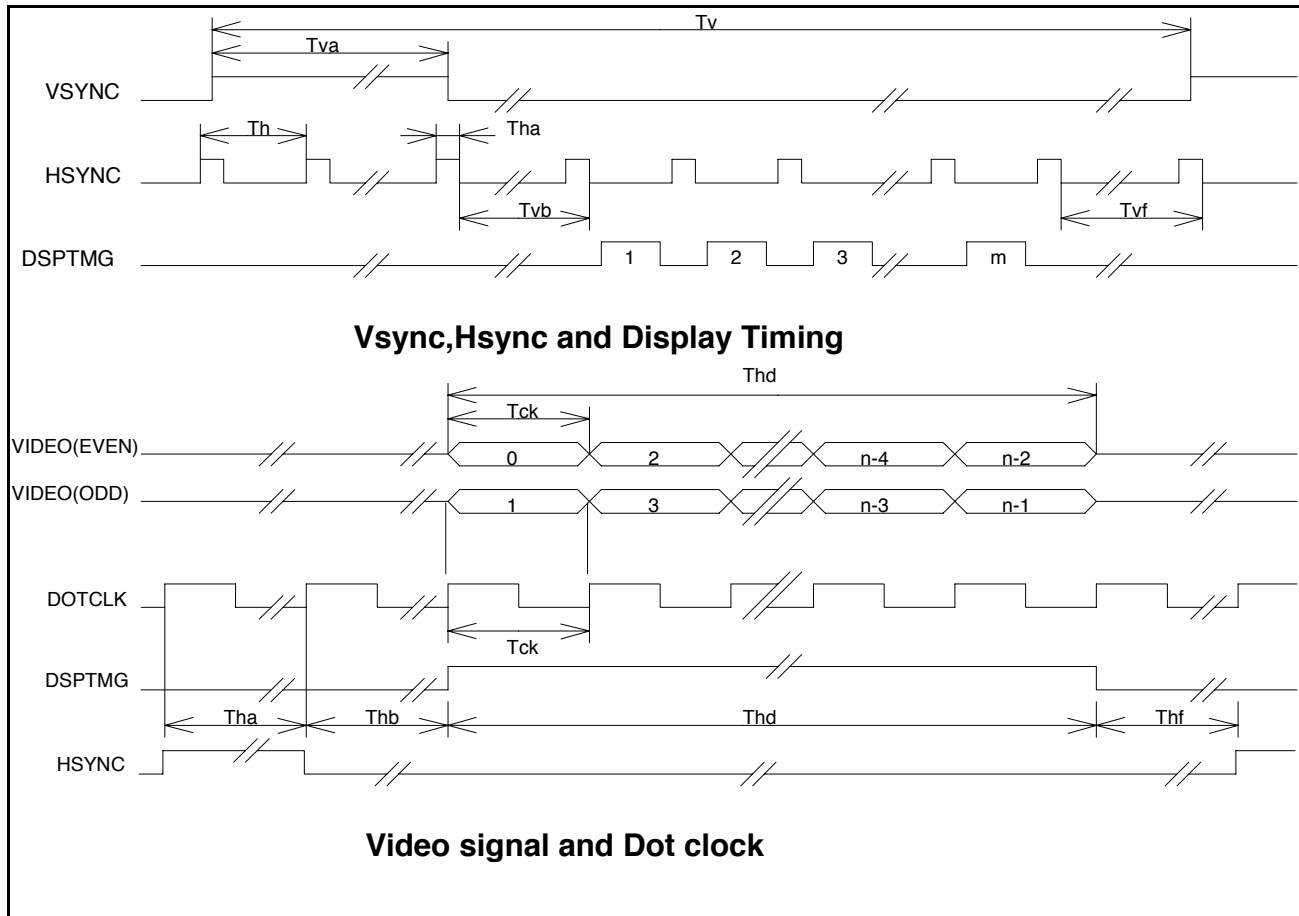 Tv
Tva
VSYNC
Th
Tha
HSYNC
Tvb
Tvf
DSPTMG
1 2 3 m
Vsync,Hsync and Display Timing
Thd
Tck
VIDEO(EVEN)
0 2 n-4 n-2
VIDEO(ODD)
1 3 n-3 n-1
DOTCLK
Tck
DSPTMG
Tha Thb Thd Thf
HSYNC
Video signal and Dot clock